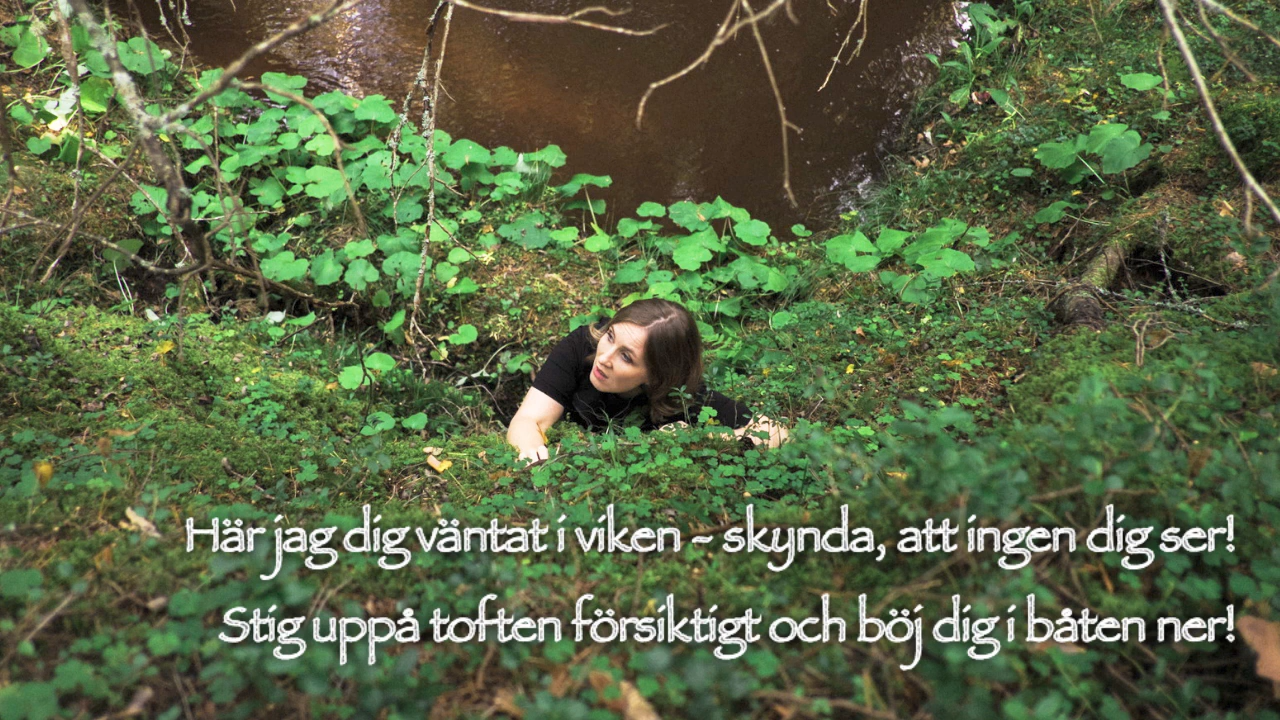 Här jag dig väntat i viken - skynda, att ingen dig ser!
Stig uppå toften försiktigt och böj dig i båten ner!